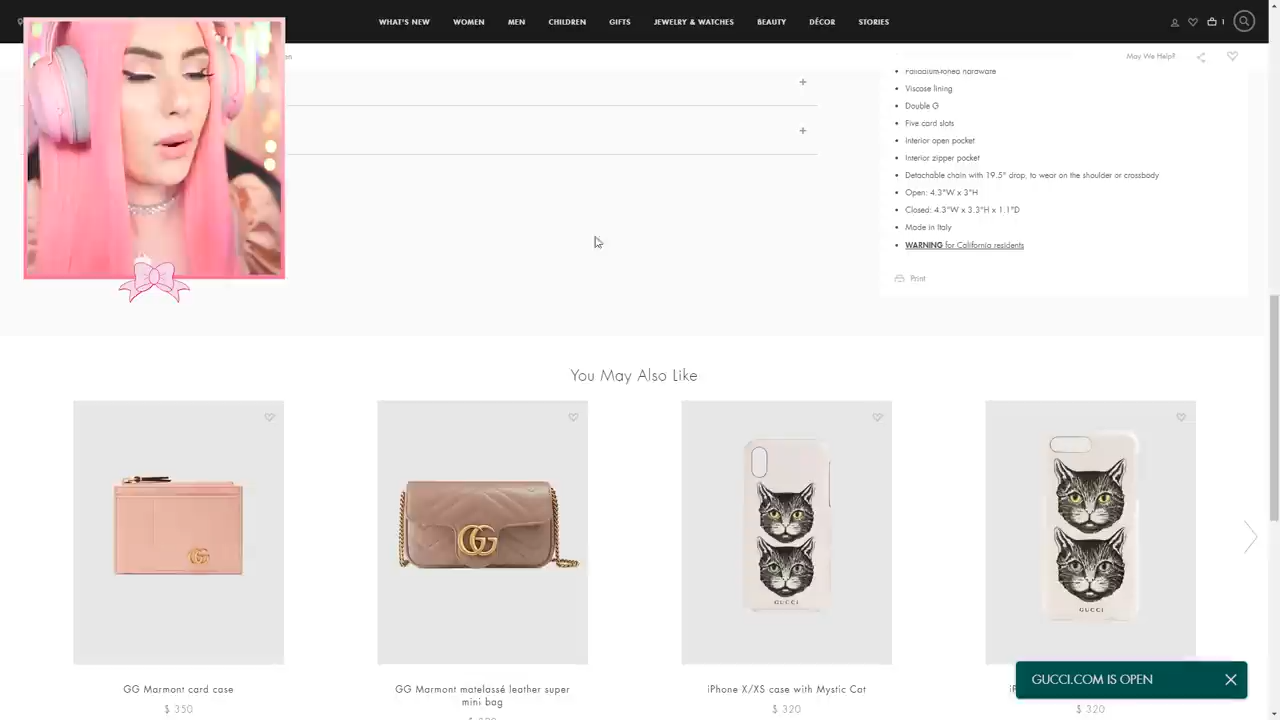 WHAT'S NEW WOMEN MEN CHILDREN GIFTS JEWELRY & WATCHES BEAUTY DÉCOR STORIES 1
May We Help?
Palladium-toned hardware
Viscose lining
Double G
Five card slots
Interior open pocket
Interior zipper pocket
Detachable chain with 19.5" drop, to wear on the shoulder or crossbody
Open: 4.3"W x 3"H
Closed: 4.3"W x 3.3"H x 1.1"D
Made in Italy
WARNING for California residents
Print
You May Also Like
GUCCI
GUCCI
GG Marmont card case
$ 350
GG Marmont matelassé leather super
mini bag
iPhone X/XS case with Mystic Cat
$ 320
$ 320
GUCCI.COM IS OPEN